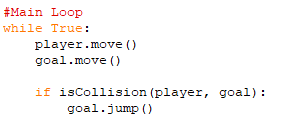 #Main Loop
while True:
    player.move()
    goal.move()

    if isCollision(player, goal):
        goal.jump()